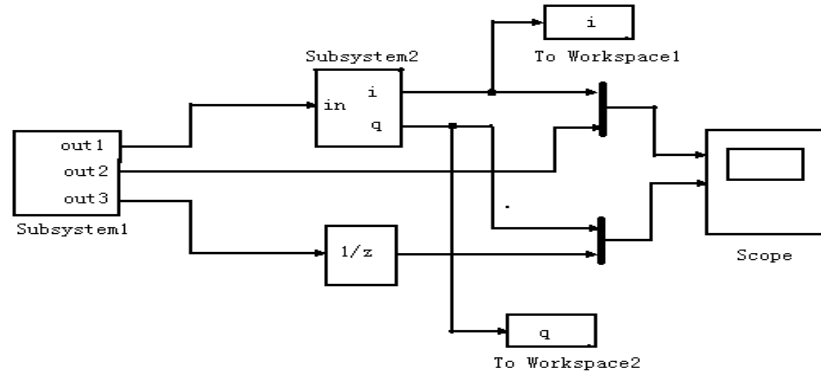 i
To Workspace1
Subsystem2
in
i
q
out1
out2
out3
Subsystem1
1/z
Scope
q
To Workspace2